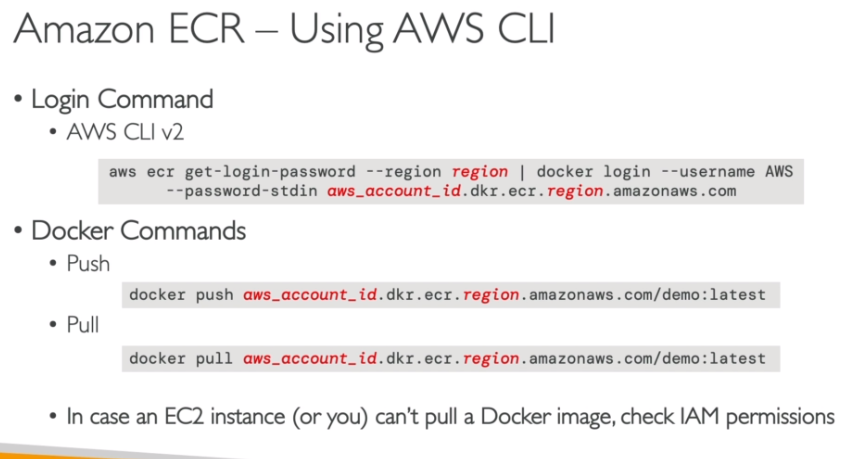 Amazon ECR – Using AWS CLI
• Login Command
• AWS CLI v2
aws ecr get-login-password --region region | docker login --username AWS
--password-stdin aws_account_id.dkr.ecr.region.amazonaws.com
• Docker Commands
• Push
docker push aws_account_id.dkr.ecr.region.amazonaws.com/demo:latest
• Pull
docker pull aws_account_id.dkr.ecr.region.amazonaws.com/demo:latest
• In case an EC2 instance (or you) can't pull a Docker image, check IAM permissions